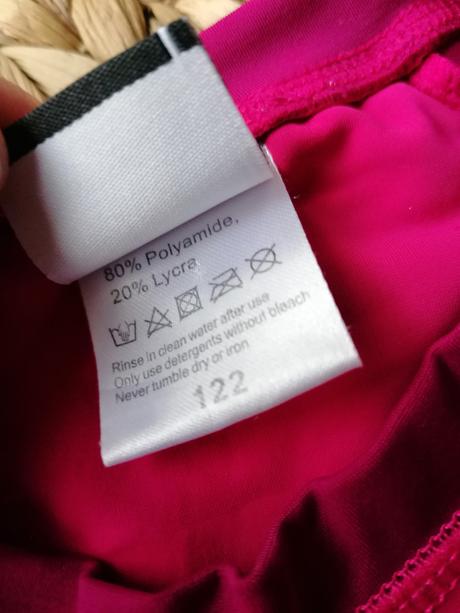 80% Polyamide,
20% Lycra
Rinse in clean water after use
Only use detergents without bleach
Never tumble dry or iron
122